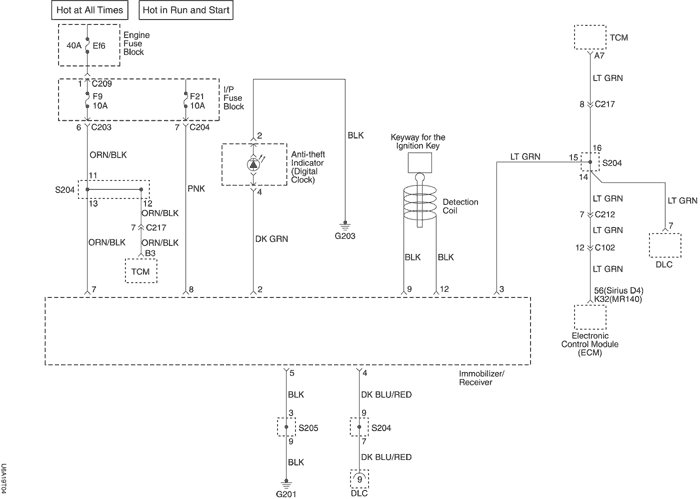 Hot at All Times
Hot in Run and Start
40A
Ef6
Engine
Fuse
Block
1
C209
F9
10A
F21
10A
I/P
Fuse
Block
6
C203
7
C204
ORN/BLK
S204
11
13
12
ORN/BLK
7
C217
ORN/BLK
ORN/BLK
B3
TCM
PNK
2
Anti-theft
Indicator
(Digital
Clock)
4
DK GRN
BLK
G203
Keyway for the
Ignition Key
Detection
Coil
BLK
BLK
TCM
A7
LT GRN
8
C217
16
15
S204
14
LT GRN
LT GRN
LT GRN
7
C212
LT GRN
12
C102
LT GRN
7
DLC
56(Sirius D4)
K32(MR140)
Electronic
Control Module
(ECM)
7
8
2
9
12
3
Immobilizer/
Receiver
5
4
BLK
DK BLU/RED
3
S205
9
9
S204
7
BLK
DK BLU/RED
G201
9
DLC
U6A19T04